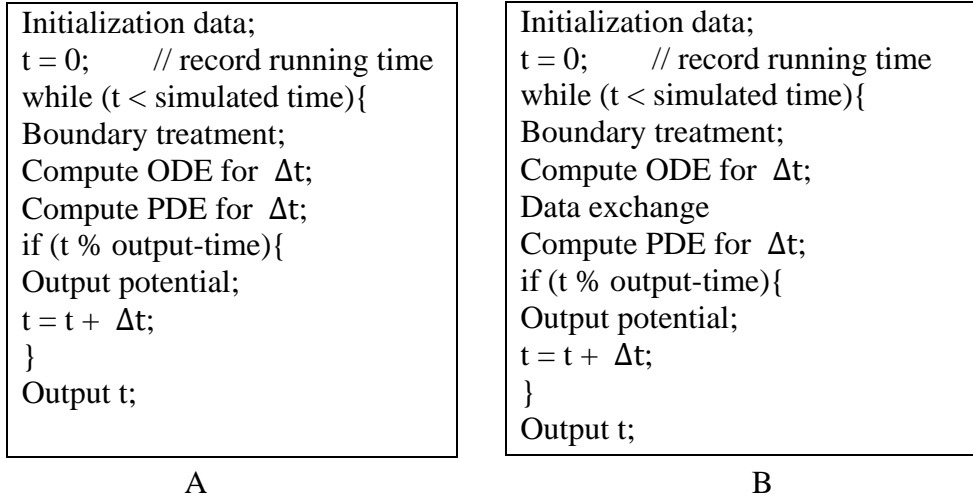 Initialization data;
t = 0; // record running time
while (t < simulated time){
Boundary treatment;
Compute ODE for Δt;
Compute PDE for Δt;
if (t % output-time){
Output potential;
t = t + Δt;
}
Output t;
A
Initialization data;
t = 0; // record running time
while (t < simulated time){
Boundary treatment;
Compute ODE for Δt;
Data exchange
Compute PDE for Δt;
if (t % output-time){
Output potential;
t = t + Δt;
}
Output t;
B